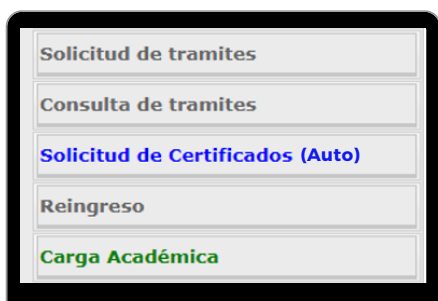 Solicitud de tramites
Consulta de tramites
Solicitud de Certificados (Auto)
Reingreso
Carga Académica